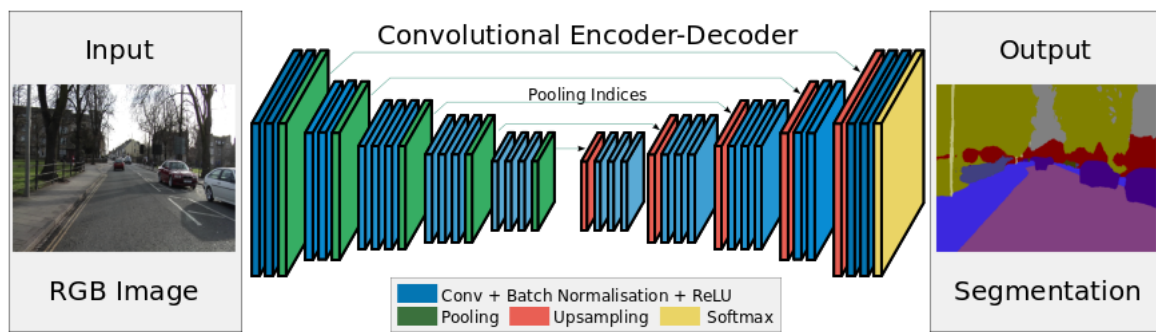 Input
RGB Image
Convolutional Encoder-Decoder
Pooling Indices
Conv + Batch Normalisation + ReLU
Pooling Upsampling Softmax
Output
Segmentation